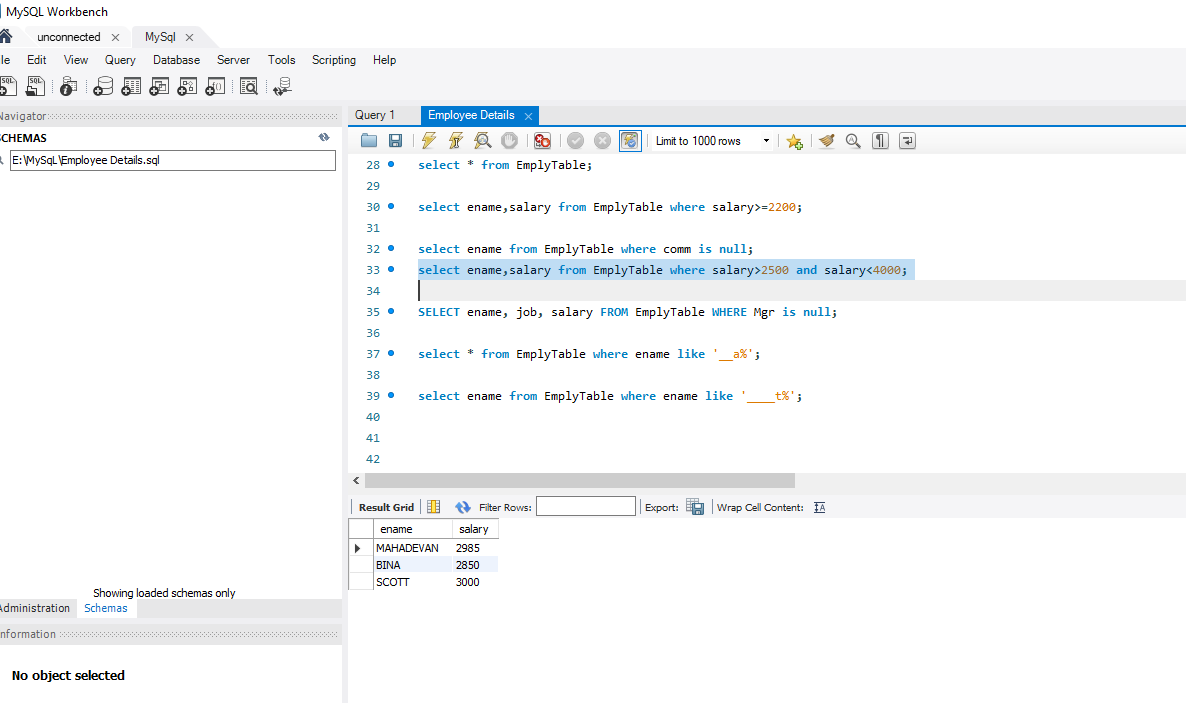 MySQL Workbench
unconnected
MySql
le Edit View Query Database Server Tools Scripting Help
Navigator
SCHEMAS
E:\MySqL\Employee Details.sql
Showing loaded schemas only
Administration Schemas
nformation
No object selected
Query 1 Employee Details
Limit to 1000 rows
28 select * from EmplyTable;
29
30 select ename,salary from EmplyTable where salary>=2200;
31
32 select ename from EmplyTable where comm is null;
33 select ename,salary from EmplyTable where salary>2500 and salary<4000;
34
35 SELECT ename, job, salary FROM EmplyTable WHERE Mgr is null;
36
37 select * from EmplyTable where ename like '__a%';
38
39 select ename from EmplyTable where ename like '____t%';
40
41
42
Result Grid Filter Rows: Export: Wrap Cell Content:
ename salary
MAHADEVAN 2985
BINA 2850
SCOTT 3000